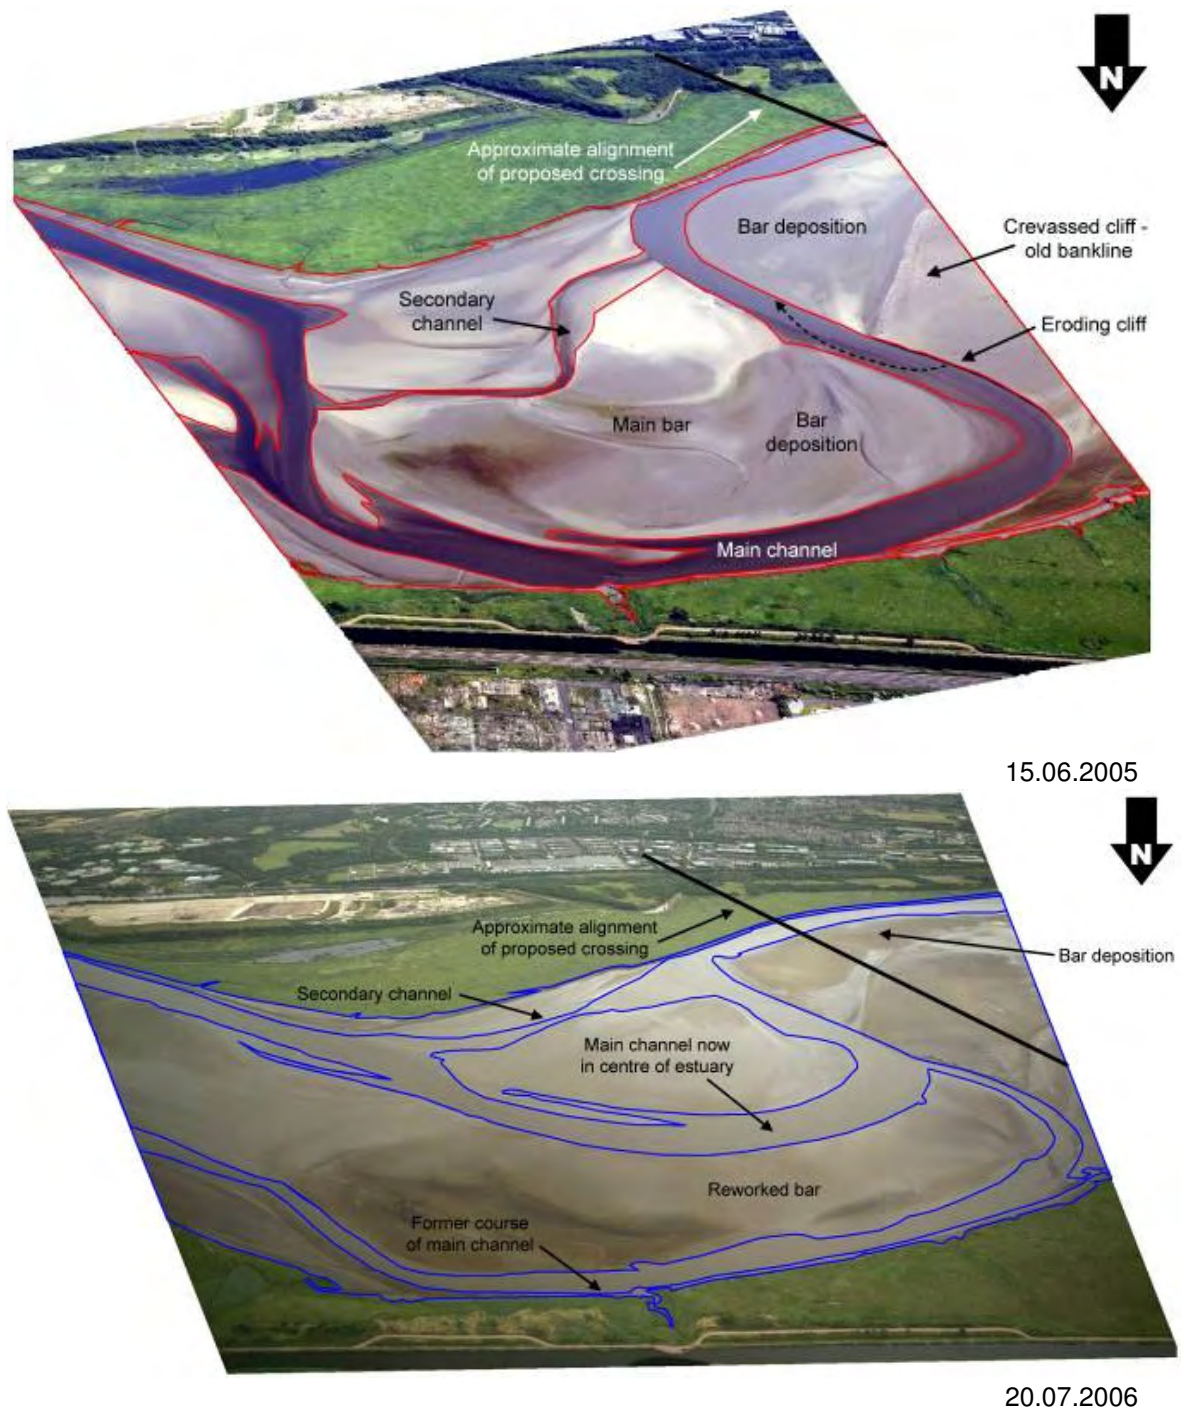 N
Approximate alignment
of proposed crossing
Bar deposition
Crevassed cliff -
old bankline
Secondary
channel
Eroding cliff
Main bar
Bar
deposition
Main channel
15.06.2005
N
Approximate alignment
of proposed crossing
Bar deposition
Secondary channel
Main channel now
in centre of estuary
Reworked bar
Former course
of main channel
20.07.2006